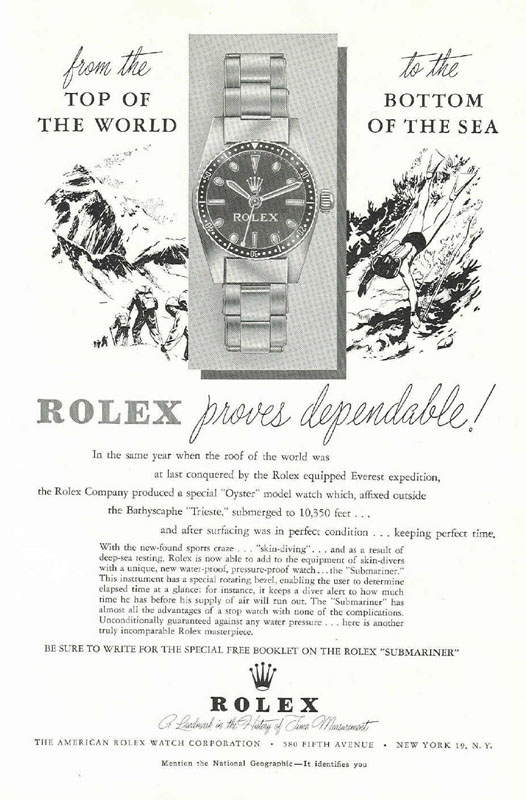 from the
TOP OF
THE WORLD
to the
BOTTOM
OF THE SEA
ROLEX
ROLEX proves dependable!
In the same year when the roof of the world was
at last conquered by the Rolex equipped Everest expedition,
the Rolex Company produced a special "Oyster" model watch which, affixed outside
the Bathyscaphe "Trieste," submerged to 10,350 feet . . .
and after surfacing was in perfect condition . . . keeping perfect time.
With the new-found sports craze . . . "skin-diving" . . . and as a result of
deep-sea testing, Rolex is now able to add to the equipment of skin-divers
with a unique, new water-proof, pressure-proof watch . . . the "Submariner."
This instrument has a special rotating bezel, enabling the user to determine
elapsed time at a glance: for instance, it keeps a diver alert to how much
time he has before his supply of air will run out. The "Submariner" has
almost all the advantages of a stop watch with none of the complications.
Unconditionally guaranteed against any water pressure . . . here is another
truly incomparable Rolex masterpiece.
BE SURE TO WRITE FOR THE SPECIAL FREE BOOKLET ON THE ROLEX "SUBMARINER"
ROLEX
A Landmark in the History of Time Measurement
THE AMERICAN ROLEX WATCH CORPORATION • 580 FIFTH AVENUE • NEW YORK 19, N. Y.
Mention the National Geographic—It identifies you